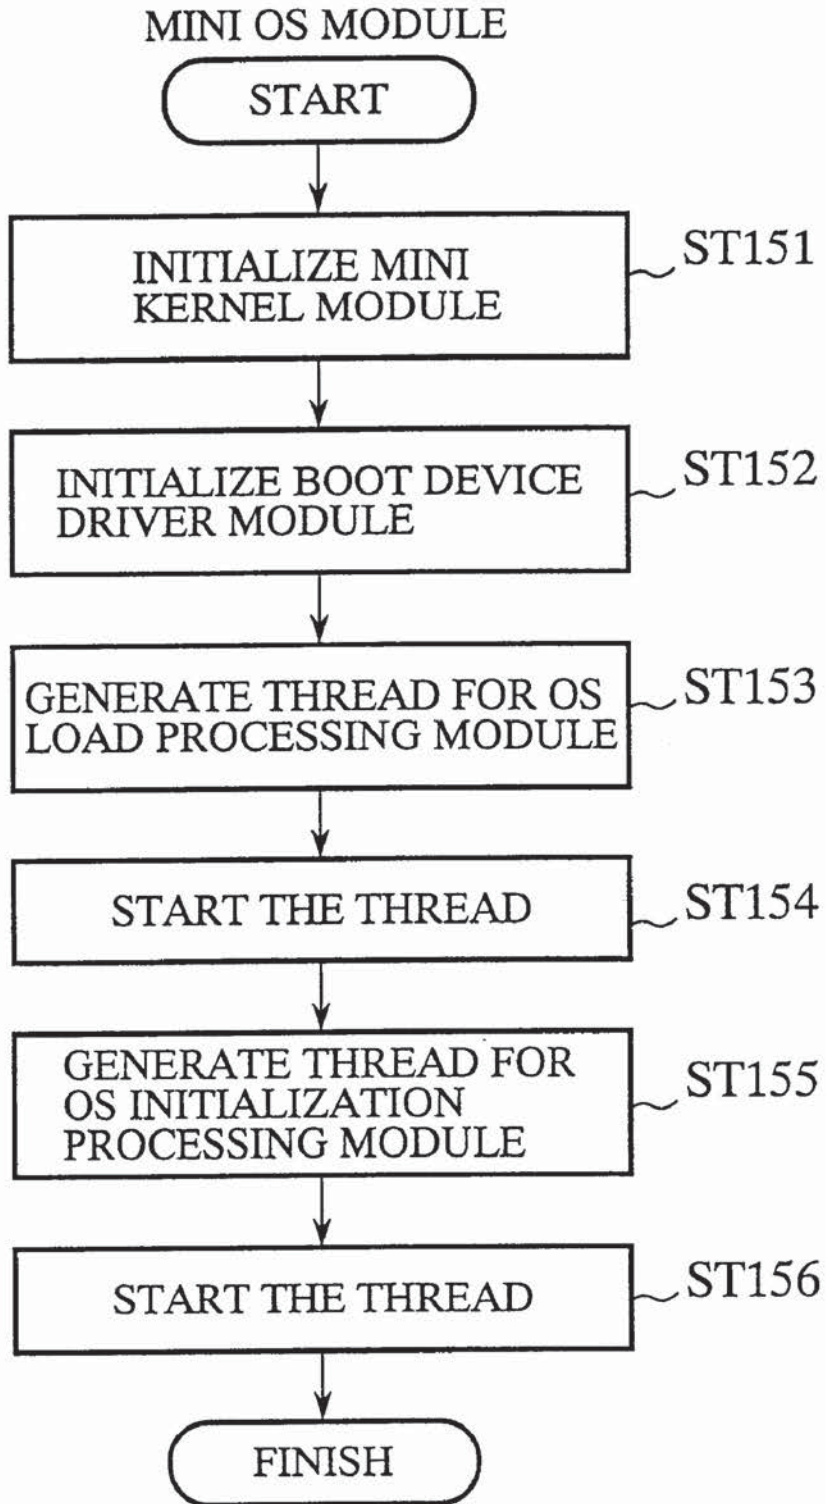 MINI OS MODULE
START
INITIALIZE MINI
KERNEL MODULE
ST151
INITIALIZE BOOT DEVICE
DRIVER MODULE
ST152
GENERATE THREAD FOR OS
LOAD PROCESSING MODULE
ST153
START THE THREAD
ST154
GENERATE THREAD FOR
OS INITIALIZATION
PROCESSING MODULE
ST155
START THE THREAD
ST156
FINISH